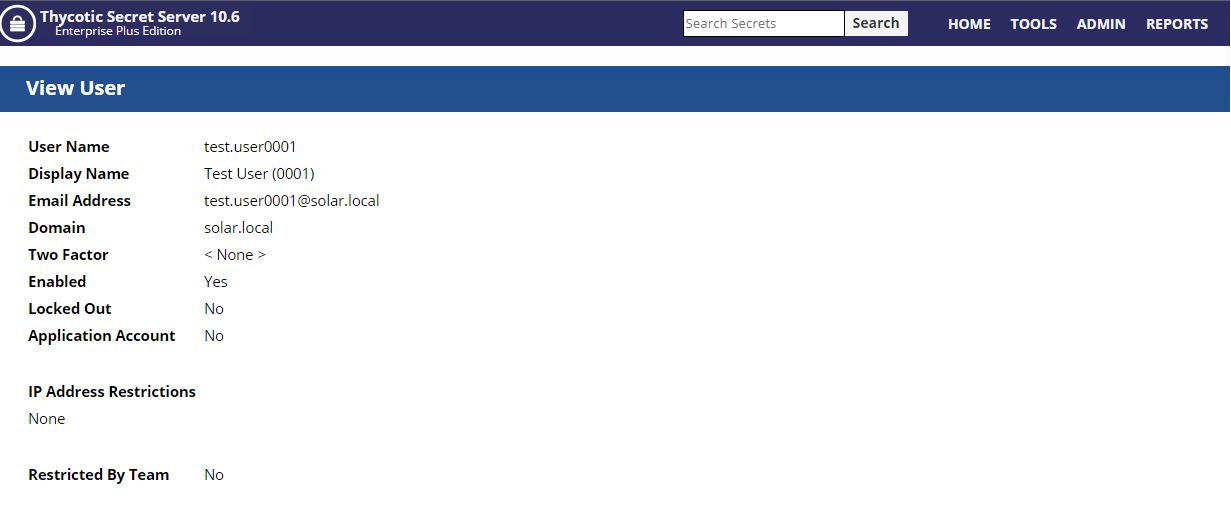 Thycotic Secret Server 10.6
Enterprise Plus Edition
Search Secrets Search HOME TOOLS ADMIN REPORTS
View User
User Name test.user0001
Display Name Test User (0001)
Email Address test.user0001@solar.local
Domain solar.local
Two Factor < None >
Enabled Yes
Locked Out No
Application Account No
IP Address Restrictions
None
Restricted By Team No